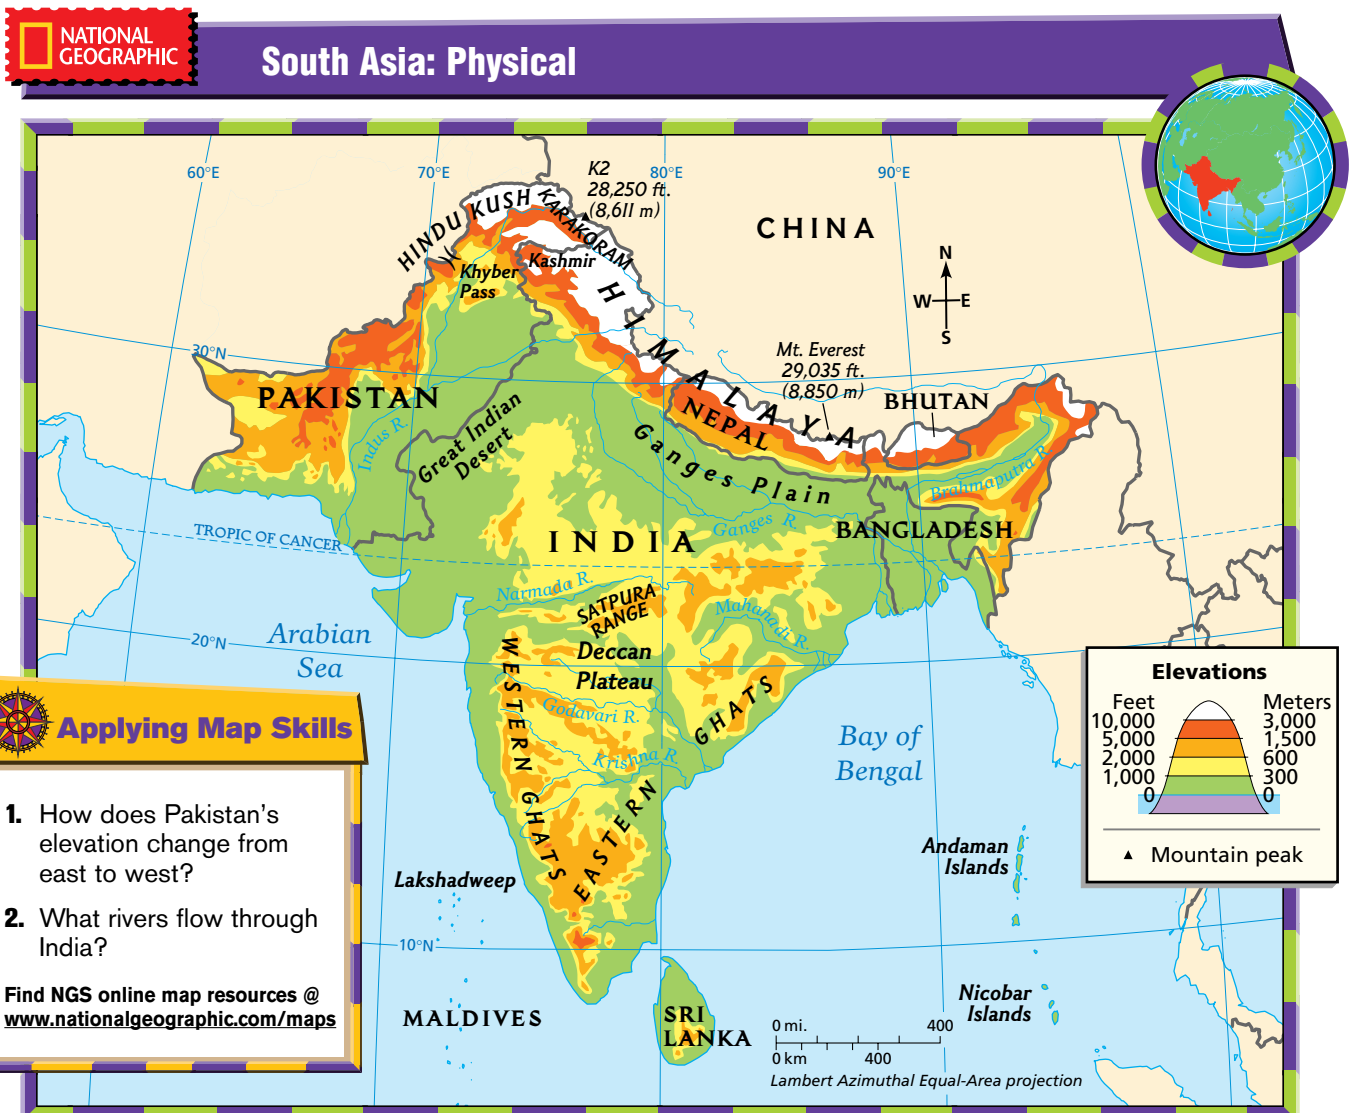 NATIONAL
GEOGRAPHIC
South Asia: Physical
60°E
70°E
80°E
90°E
K2
28,250 ft.
(8,611 m)
CHINA
HINDU KUSH
KARAKORAM
Kashmir
Khyber
Pass
N
W E
S
HIMALAYA
30°N
Mt. Everest
29,035 ft.
(8,850 m)
PAKISTAN
BHUTAN
NEPAL
Indus R.
Great Indian
Desert
Ganges Plain
Brahmaputra R.
Ganges R.
BANGLADESH
TROPIC OF CANCER
INDIA
Narmada R.
SATPURA
RANGE
Mahanadi R.
20°N
Arabian
Sea
Deccan
Plateau
WESTERN GHATS
Godavari R.
EASTERN GHATS
Krishna R.
Bay of
Bengal
Elevations
Feet Meters
10,000 3,000
5,000 1,500
2,000 600
1,000 300
0 0
Mountain peak
Andaman
Islands
Lakshadweep
10°N
Nicobar
Islands
MALDIVES
SRI
LANKA
0 mi. 400
0 km 400
Lambert Azimuthal Equal-Area projection
Applying Map Skills
1. How does Pakistan's
elevation change from
east to west?
2. What rivers flow through
India?
Find NGS online map resources @
www.nationalgeographic.com/maps